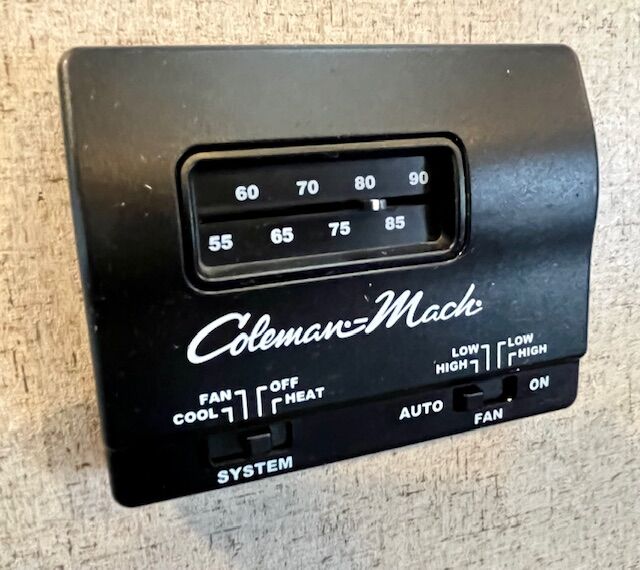 60 70 80 90
55 65 75 85
Coleman-Mach
FAN OFF
COOL HEAT
SYSTEM
LOW LOW
HIGH HIGH
AUTO ON
FAN